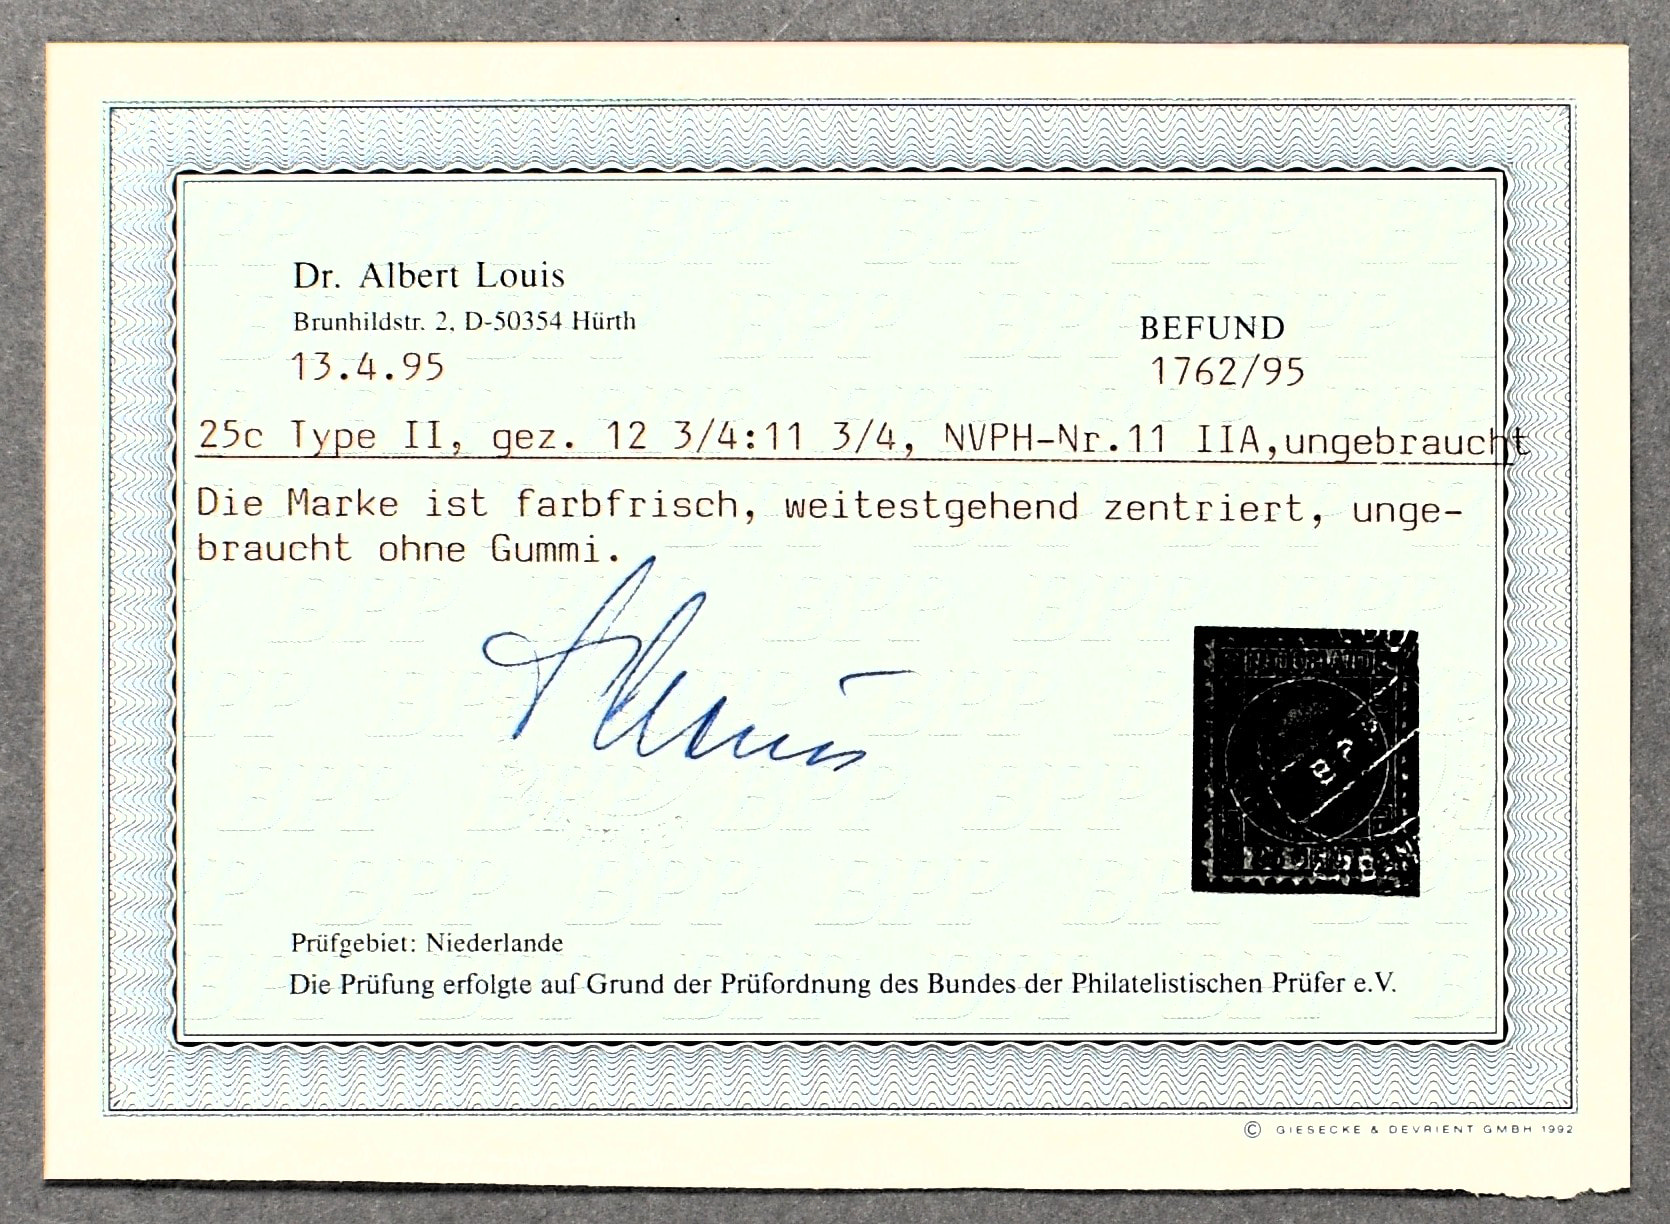 Dr. Albert Louis
Brunhildstr. 2, D-50354 Hürth
13.4.95
BEFUND
1762/95
25c Type II, gez. 12 3/4:11 3/4, NVPH-Nr.11 IIA,ungebraucht
Die Marke ist farbfrisch, weitestgehend zentriert, unge-
braucht ohne Gummi.
Prüfgebiet: Niederlande
Die Prüfung erfolgte auf Grund der Prüfordnung des Bundes der Philatelistischen Prüfer e.V.
© GIESECKE & DEVRIENT GMBH 1992